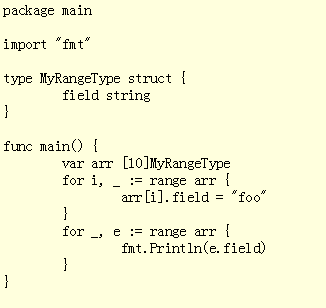 package main

import "fmt"

type MyRangeType struct {
        field string
}

func main() {
        var arr [10]MyRangeType
        for i, _ := range arr {
                arr[i].field = "foo"
        }
        for _, e := range arr {
                fmt.Println(e.field)
        }
}